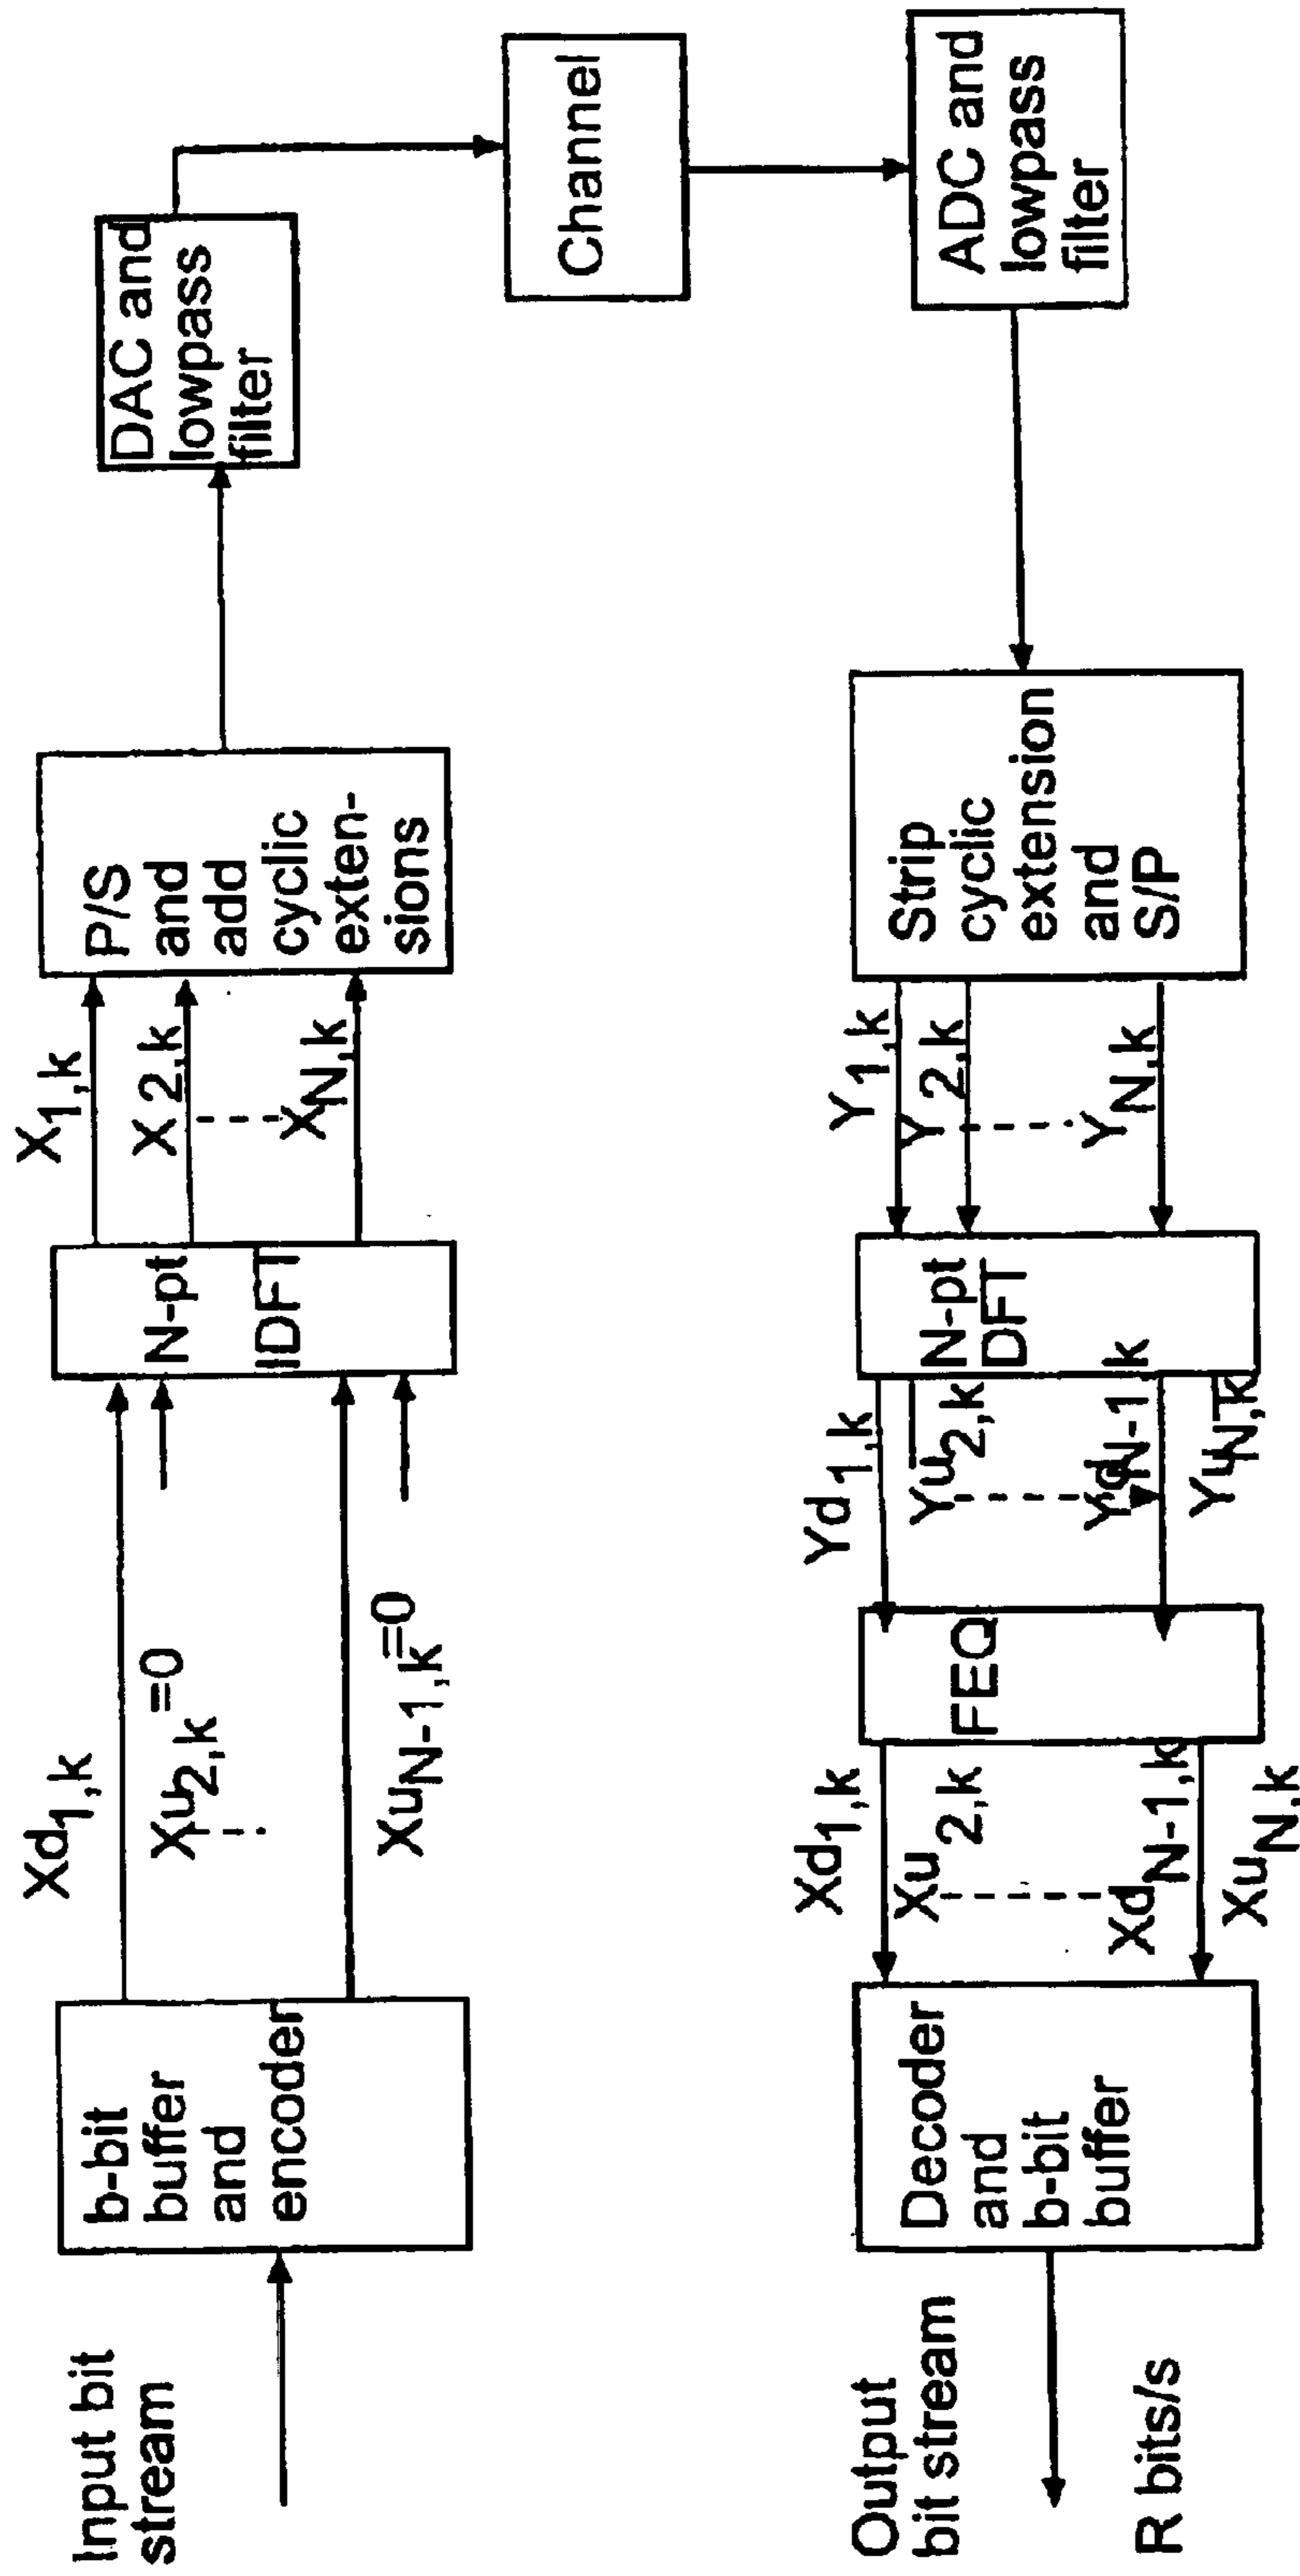 Input bit
stream
b-bit
buffer
and
encoder
Xd1,k
Xu2,k=0
XuN-1,k=0
N-pt
IDFT
X1,k
X2,k
XN,k
P/S
and
add
cyclic
exten-
sions
DAC and
lowpass
filter
Channel
ADC and
lowpass
filter
Strip
cyclic
extension
and
S/P
Y1,k
Y2,k
YN,k
N-pt
DFT
Yd1,k
Yu2,k
YdN-1,k
YuN,k
FEQ
Xd1,k
Xu2,k
XdN-1,k
XuN,k
Decoder
and
b-bit
buffer
Output
bit stream
R bits/s